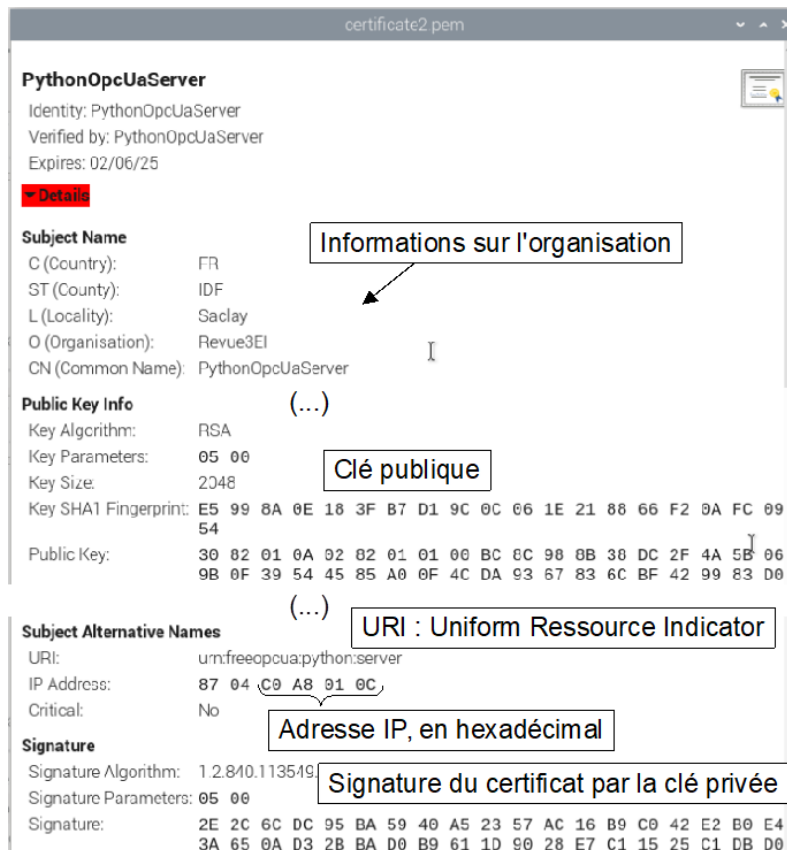 certificate2.pem
PythonOpcUaServer
Identity: PythonOpcUaServer
Verified by: PythonOpcUaServer
Expires: 02/06/25
Details
Subject Name
Informations sur l'organisation
C (Country): FR
ST (County): IDF
L (Locality): Saclay
O (Organisation): Revue3EI
CN (Common Name): PythonOpcUaServer
(...)
Public Key Info
Key Algorithm: RSA
Key Parameters: 05 00
Clé publique
Key Size: 2048
Key SHA1 Fingerprint: E5 99 8A 0E 18 3F B7 D1 9C 0C 06 1E 21 88 66 F2 0A FC 09
54
Public Key: 30 82 01 0A 02 82 01 01 00 BC 8C 98 8B 38 DC 2F 4A 5B 06
9B 0F 39 54 45 85 A0 0F 4C DA 93 67 83 6C BF 42 99 83 D0
(...)
Subject Alternative Names
URI : Uniform Ressource Indicator
URI: urn:freeopcua:python:server
IP Address: 87 04 C0 A8 01 0C
Critical: No
Adresse IP, en hexadécimal
Signature
Signature Algorithm: 1.2.840.113549.
Signature du certificat par la clé privée
Signature Parameters: 05 00
Signature: 2E 2C 6C DC 95 BA 59 40 A5 23 57 AC 16 B9 C0 42 E2 B0 E4
3A 65 0A D3 2B BA D0 B9 61 1D 90 28 E7 C1 15 25 C1 DB D0